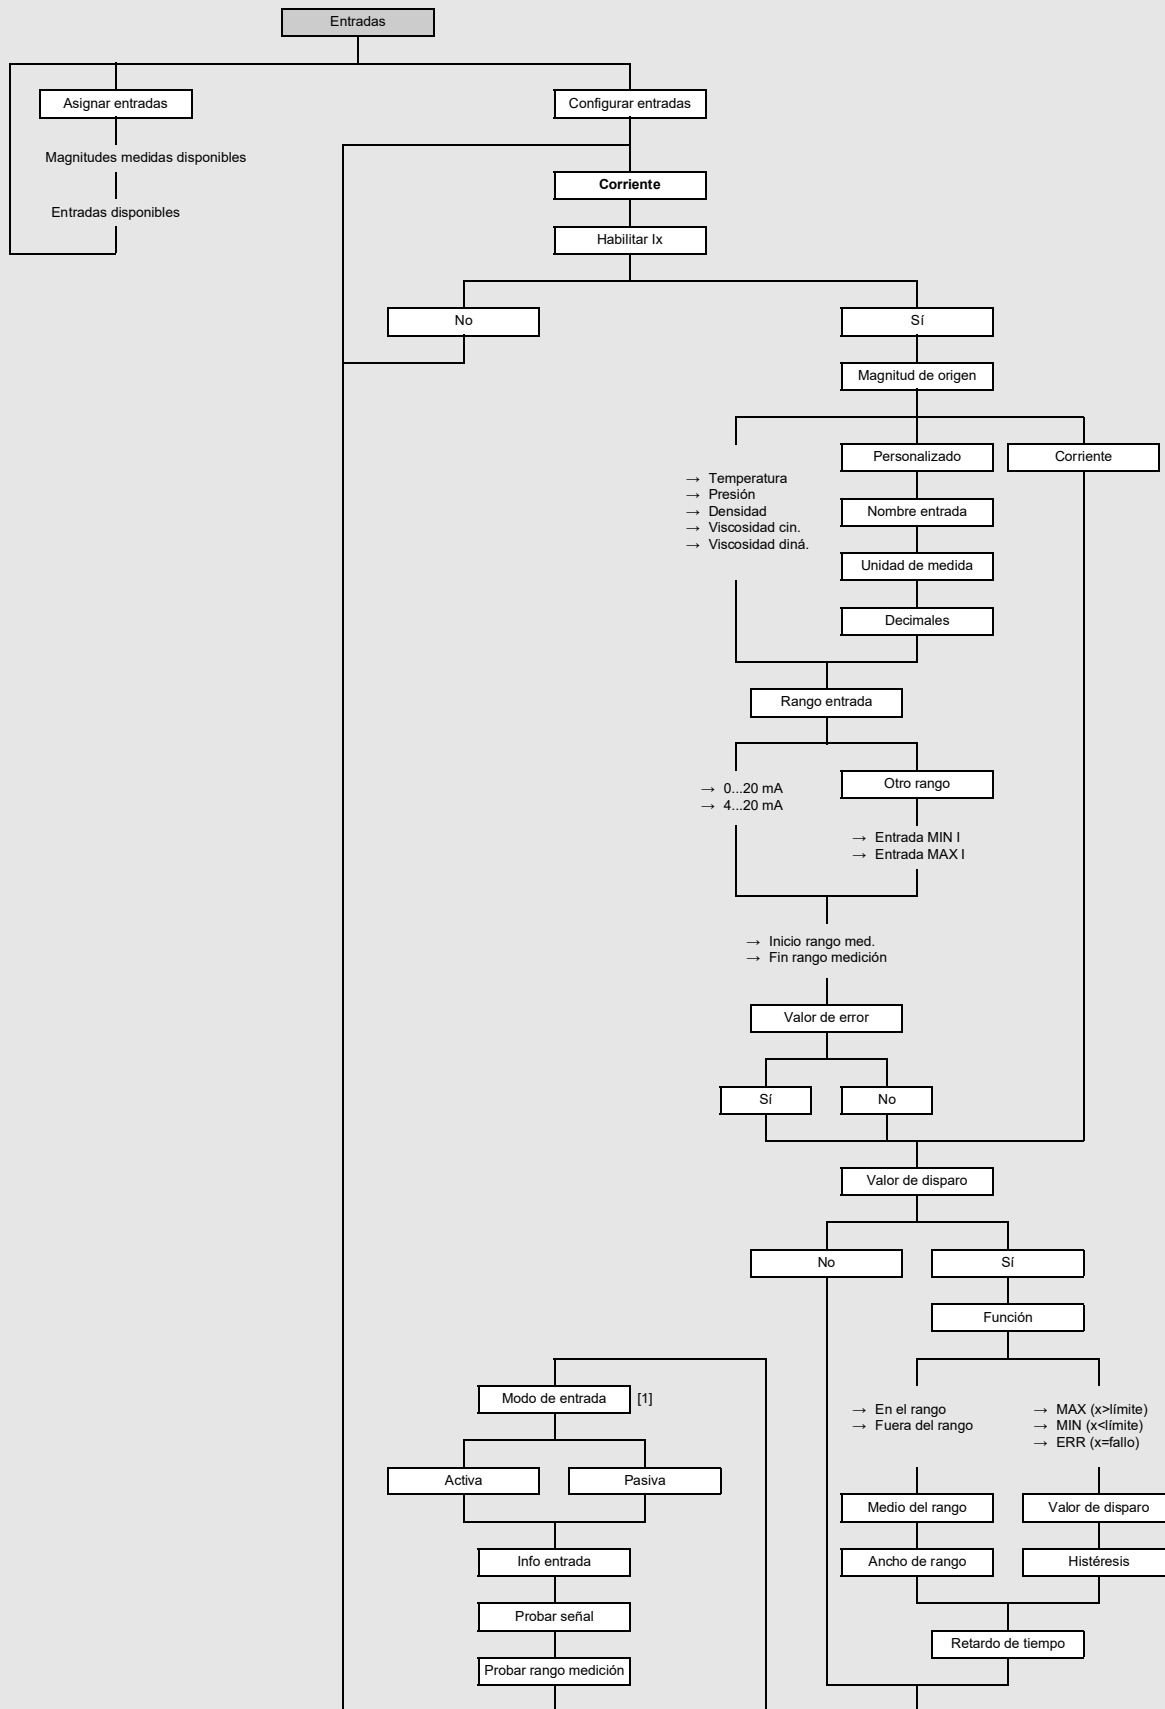 Entradas
Asignar entradas
Configurar entradas
Magnitudes medidas disponibles
Corriente
Entradas disponibles
Habilitar Ix
No
Sí
Magnitud de origen
Personalizado
Corriente
→ Temperatura
→ Presión
→ Densidad
→ Viscosidad cin.
→ Viscosidad diná.
Nombre entrada
Unidad de medida
Decimales
Rango entrada
→ 0...20 mA
→ 4...20 mA
Otro rango
→ Entrada MIN I
→ Entrada MAX I
→ Inicio rango med.
→ Fin rango medición
Valor de error
Sí
No
Valor de disparo
No
Sí
Función
Modo de entrada [1]
→ En el rango
→ Fuera del rango
→ MAX (x>límite)
→ MIN (x<límite)
→ ERR (x=fallo)
Activa
Pasiva
Medio del rango
Valor de disparo
Info entrada
Ancho de rango
Histéresis
Probar señal
Retardo de tiempo
Probar rango medición